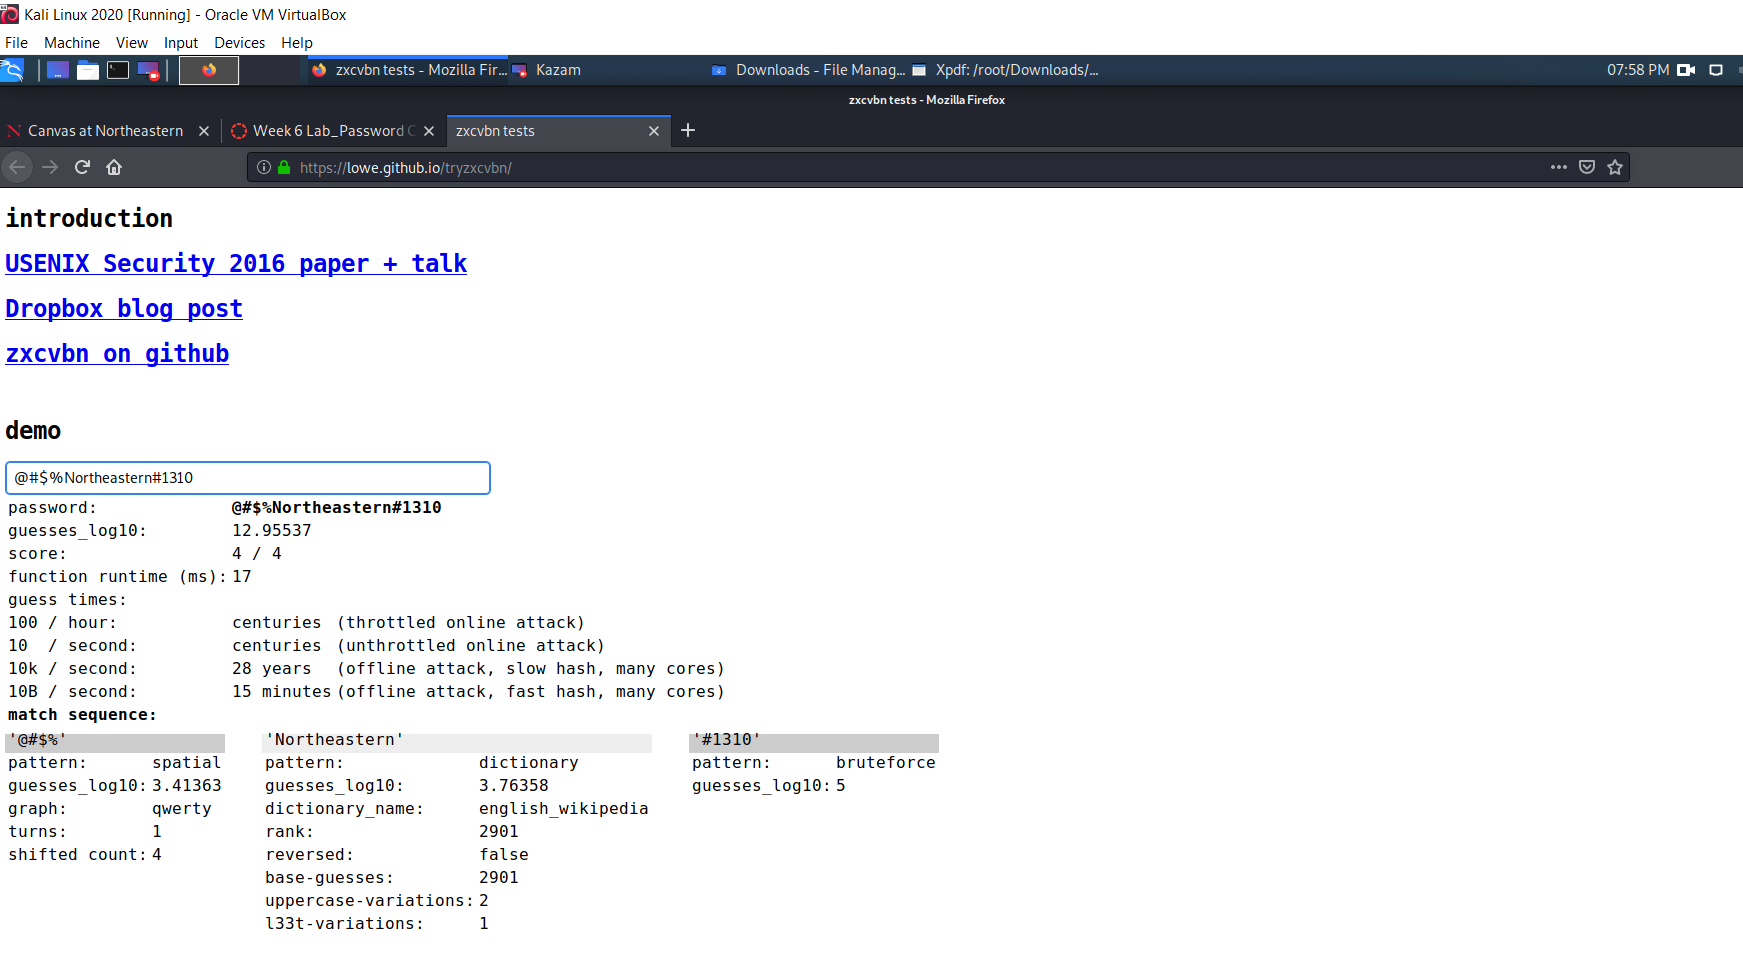 Kali Linux 2020 [Running] - Oracle VM VirtualBox
File Machine View Input Devices Help
zxcvbn tests - Mozilla Fir... Kazam Downloads - File Manag... Xpdf: /root/Downloads/... 07:58 PM
zxcvbn tests - Mozilla Firefox
Canvas at Northeastern Week 6 Lab_Password C zxcvbn tests
https://lowe.github.io/tryzxcvbn/
introduction
USENIX Security 2016 paper + talk
Dropbox blog post
zxcvbn on github
demo
@#$%Northeastern#1310
password: @#$%Northeastern#1310
guesses_log10: 12.95537
score: 4 / 4
function runtime (ms): 17
guess times:
100 / hour: centuries (throttled online attack)
10 / second: centuries (unthrottled online attack)
10k / second: 28 years (offline attack, slow hash, many cores)
10B / second: 15 minutes (offline attack, fast hash, many cores)
match sequence:
'@#$%' 'Northeastern' '#1310'
pattern: spatial pattern: dictionary pattern: bruteforce
guesses_log10: 3.41363 guesses_log10: 3.76358 guesses_log10: 5
graph: qwerty dictionary_name: english_wikipedia
turns: 1 rank: 2901
shifted count: 4 reversed: false
base-guesses: 2901
uppercase-variations: 2
l33t-variations: 1